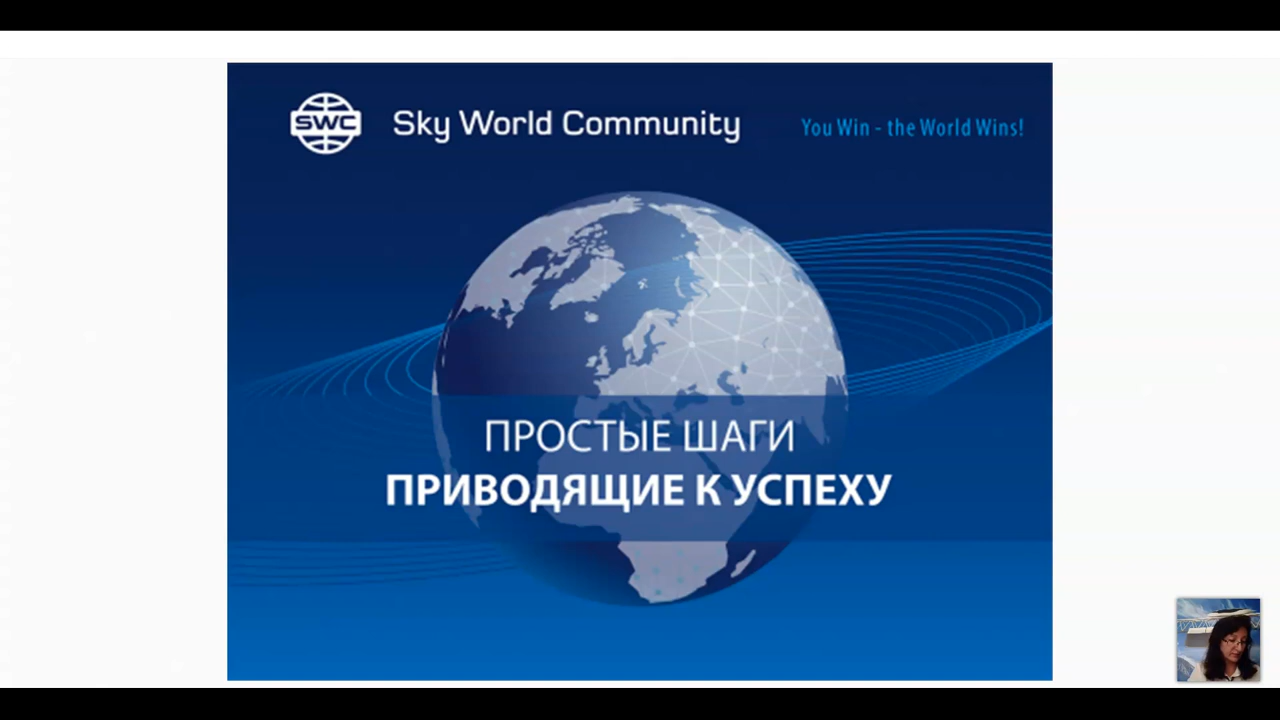 SWC
Sky World Community
You Win - the World Wins!
ПРОСТЫЕ ШАГИ
ПРИВОДЯЩИЕ К УСПЕХУ